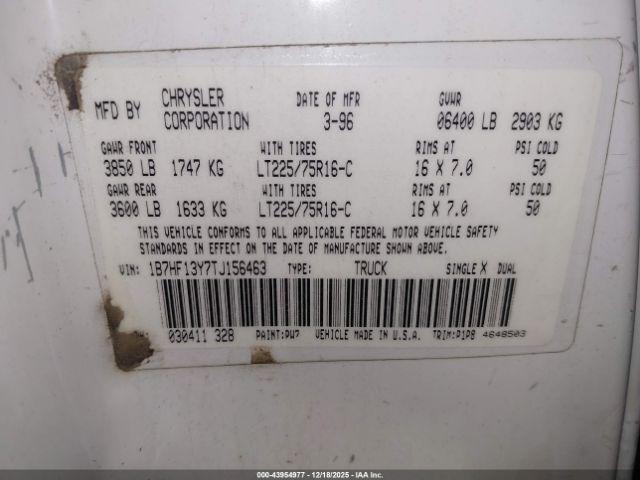 MFD BY CHRYSLER CORPORATION DATE OF MFR 3-96 GVWR 06400 LB 2903 KG
GAWR FRONT WITH TIRES RIMS AT PSI COLD
3850 LB 1747 KG LT225/75R16-C 16 X 7.0 50
GAWR REAR WITH TIRES RIMS AT PSI COLD
3600 LB 1633 KG LT225/75R16-C 16 X 7.0 50
THIS VEHICLE CONFORMS TO ALL APPLICABLE FEDERAL MOTOR VEHICLE SAFETY
STANDARDS IN EFFECT ON THE DATE OF MANUFACTURE SHOWN ABOVE.
VIN: 1B7HF13Y7TJ156463 TYPE: TRUCK SINGLE X DUAL
030411 328 PAINT:PW7 VEHICLE MADE IN U.S.A. TRIM:P1P8 4648503
000-43954977 - 12/18/2025 - IAA, Inc.